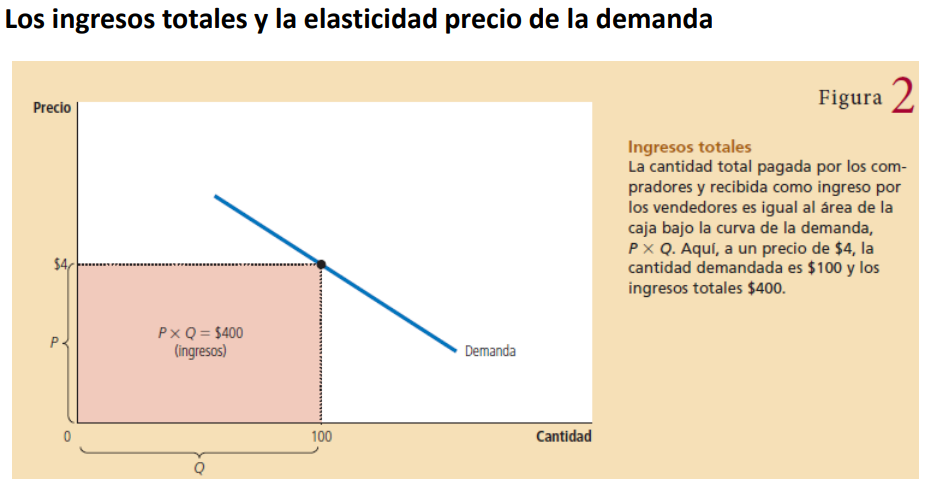 Los ingresos totales y la elasticidad precio de la demanda
Figura 2
Precio
Ingresos totales
La cantidad total pagada por los com-
pradores y recibida como ingreso por
los vendedores es igual al área de la
caja bajo la curva de la demanda,
P × Q. Aquí, a un precio de $4, la
cantidad demandada es $100 y los
ingresos totales $400.
$4
P × Q = $400
(ingresos)
P
Demanda
0
100
Cantidad
Q